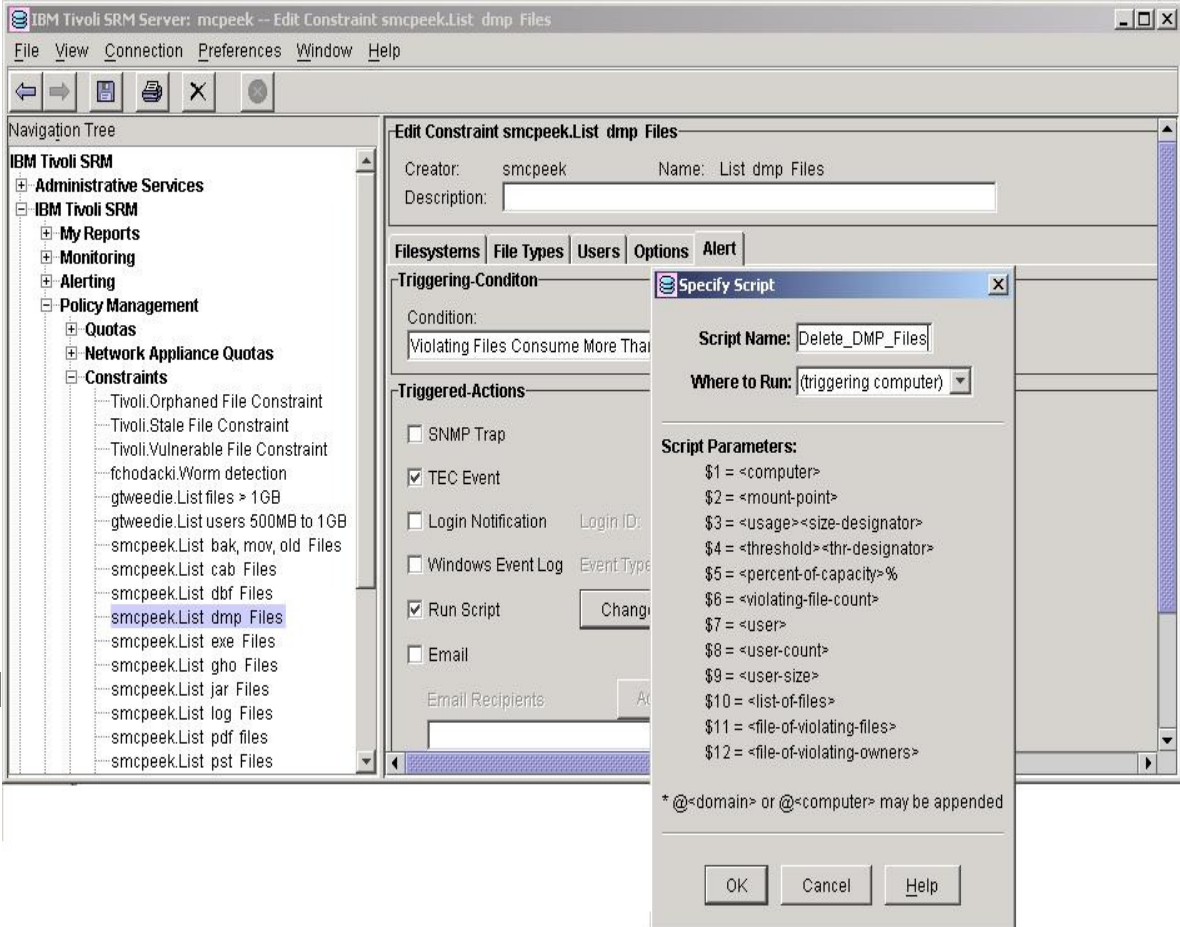 IBM Tivoli SRM Server: mcpeek -- Edit Constraint smcpeek.List dmp Files
File View Connection Preferences Window Help
Navigation Tree
IBM Tivoli SRM
Administrative Services
IBM Tivoli SRM
My Reports
Monitoring
Alerting
Policy Management
Quotas
Network Appliance Quotas
Constraints
Tivoli.Orphaned File Constraint
Tivoli.Stale File Constraint
Tivoli.Vulnerable File Constraint
fchodacki.Worm detection
gtweedie.List files > 1GB
gtweedie.List users 500MB to 1GB
smcpeek.List bak, mov, old Files
smcpeek.List cab Files
smcpeek.List dbf Files
smcpeek.List dmp Files
smcpeek.List exe Files
smcpeek.List gho Files
smcpeek.List jar Files
smcpeek.List log Files
smcpeek.List pdf files
smcpeek.List pst Files
Edit Constraint smcpeek.List dmp Files
Creator: smcpeek Name: List dmp Files
Description:
Filesystems File Types Users Options Alert
Triggering-Conditon
Condition:
Violating Files Consume More
Triggered-Actions
SNMP Trap
TEC Event
Login Notification Login ID:
Windows Event Log Event Type
Run Script
Email
Email Recipients
Specify Script
Script Name: Delete_DMP_Files
Where to Run: (triggering computer)
Script Parameters:
$1 = <computer>
$2 = <mount-point>
$3 = <usage><size-designator>
$4 = <threshold><thr-designator>
$5 = <percent-of-capacity>%
$6 = <violating-file-count>
$7 = <user>
$8 = <user-count>
$9 = <user-size>
$10 = <list-of-files>
$11 = <file-of-violating-files>
$12 = <file-of-violating-owners>
* @<domain> or @<computer> may be appended
OK Cancel Help